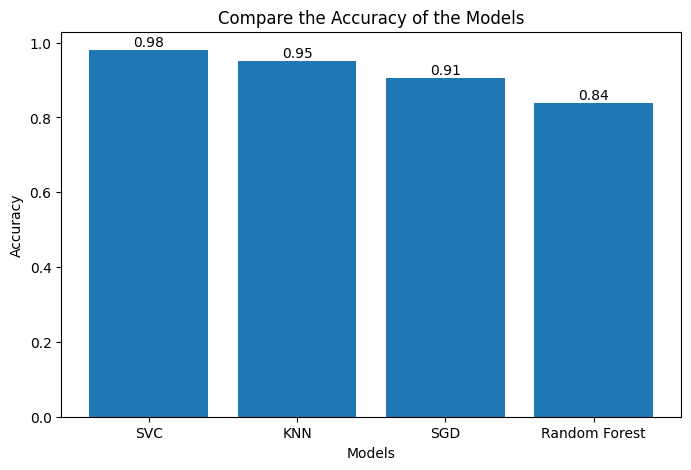 Compare the Accuracy of the Models
1.0
0.8
0.6
0.4
0.2
0.0
Accuracy
0.98
0.95
0.91
0.84
SVC
KNN
SGD
Random Forest
Models